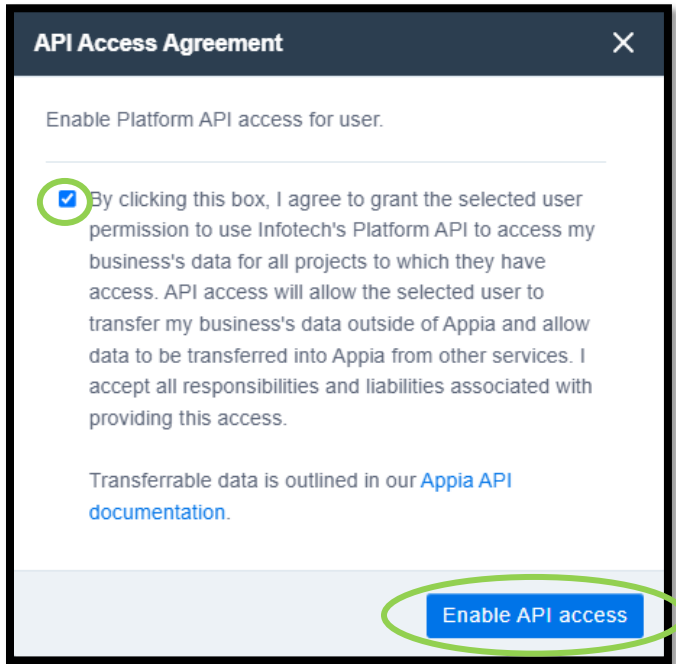 API Access Agreement
Enable Platform API access for user.
By clicking this box, I agree to grant the selected user
permission to use Infotech's Platform API to access my
business's data for all projects to which they have
access. API access will allow the selected user to
transfer my business's data outside of Appia and allow
data to be transferred into Appia from other services. I
accept all responsibilities and liabilities associated with
providing this access.
Transferrable data is outlined in our Appia API
documentation.
Enable API access